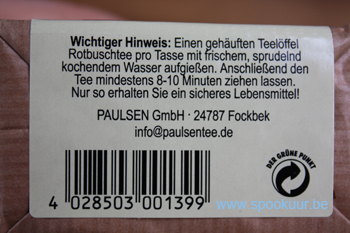 Wichtiger Hinweis: Einen gehäuften Teelöffel
Rotbuschtee pro Tasse mit frischem, sprudelnd
kochendem Wasser aufgießen. Anschließend den
Tee mindestens 8-10 Minuten ziehen lassen.
Nur so erhalten Sie ein sicheres Lebensmittel!
PAULSEN GmbH · 24787 Fockbek
info@paulsentee.de
DER GRÜNE PUNKT
4 028503 001399
www.spookuur.be